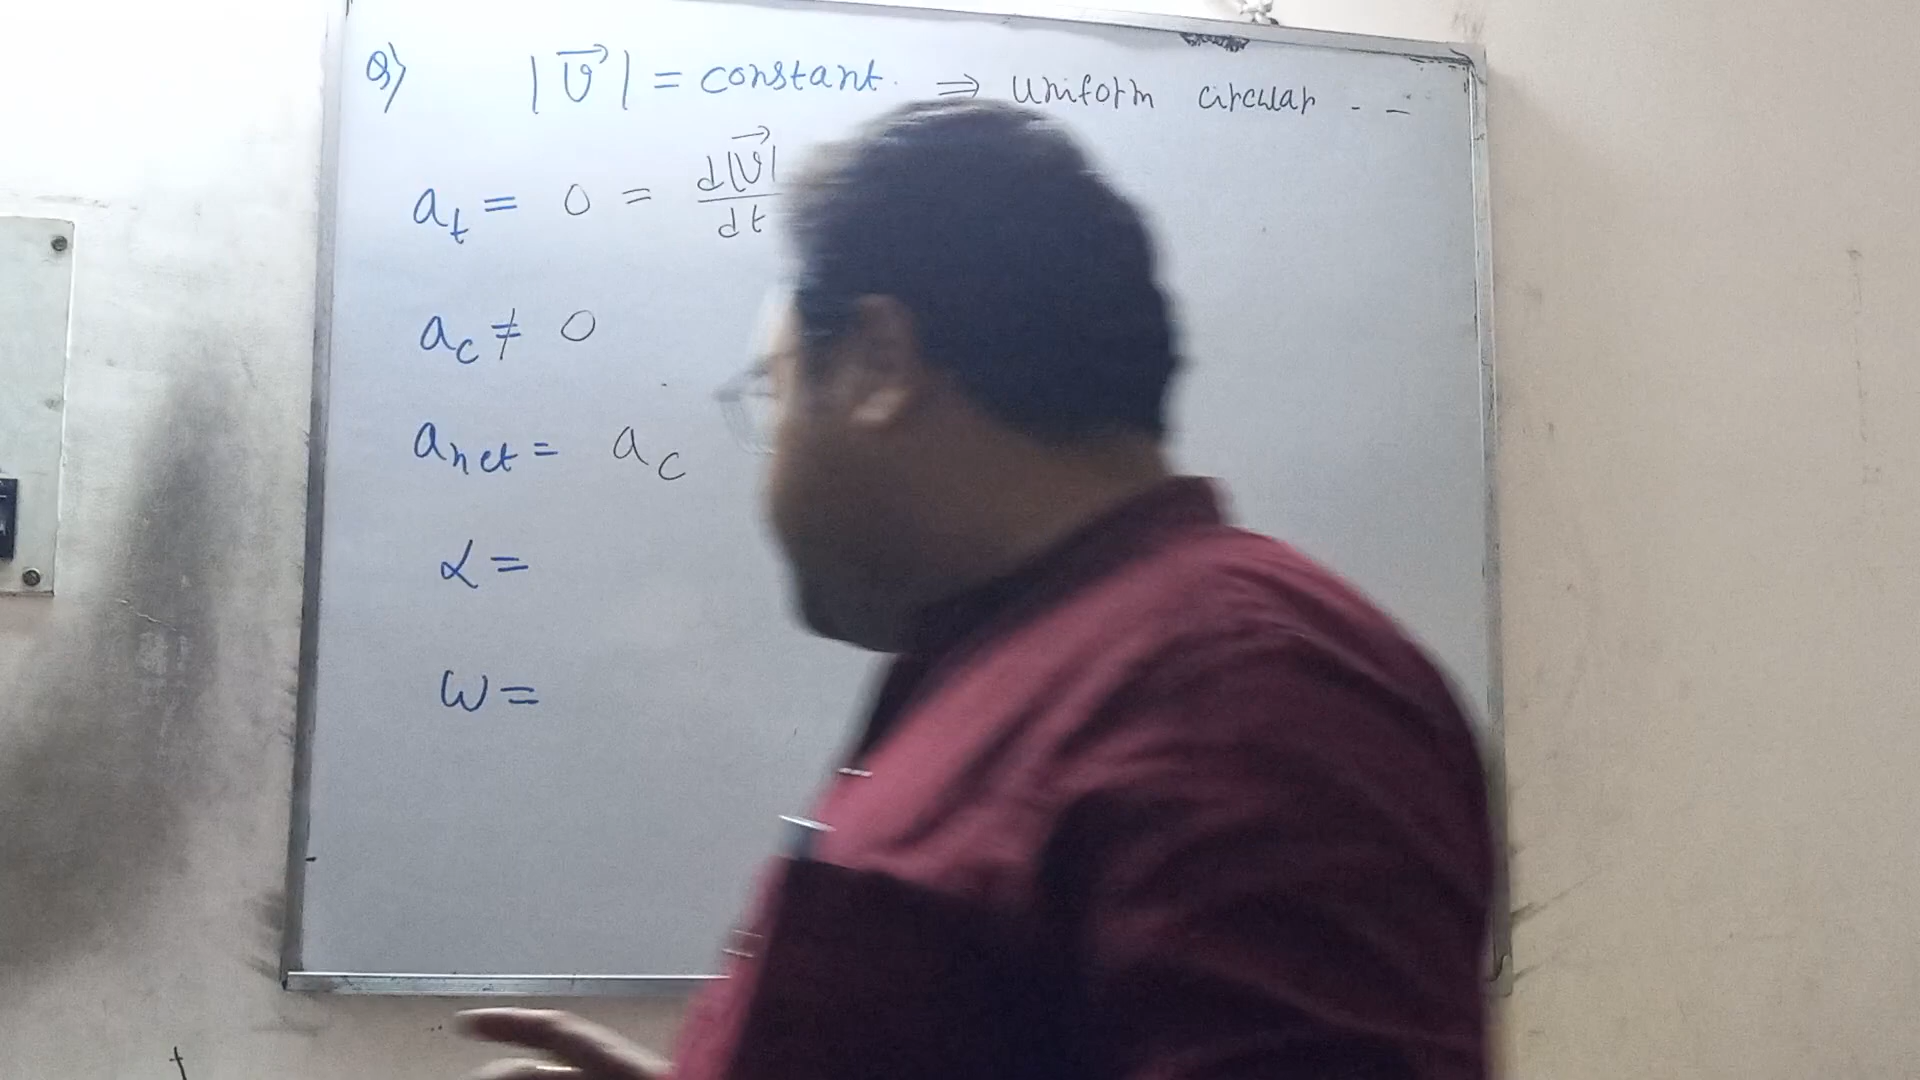 Q) |v⃗| = constant. ⇒ Uniform circular - -
a_t = 0 = d|v⃗|/dt
a_c ≠ 0
a_net = a_c
α =
ω =